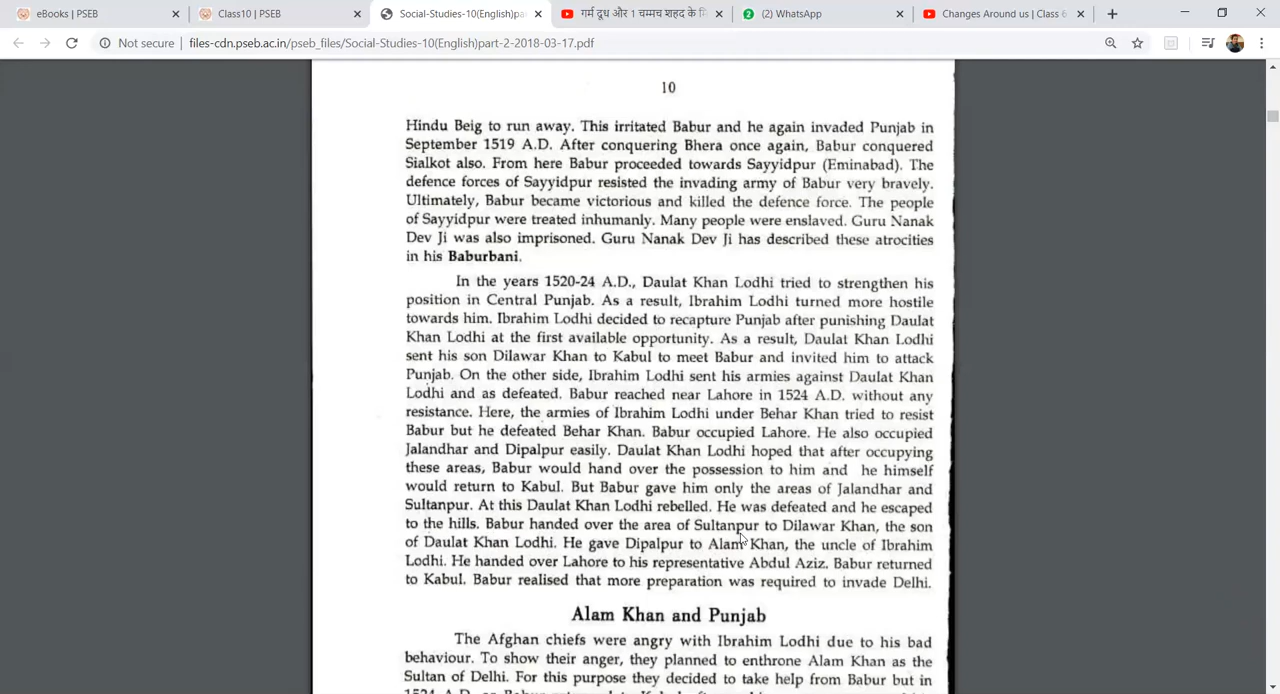 eBooks | PSEB
Class10 | PSEB
Social-Studies-10(English)par
गर्म दूध और 1 चम्मच शहद के
(2) WhatsApp
Changes Around us | Class 6
Not secure | files-cdn.pseb.ac.in/pseb_files/Social-Studies-10(English)part-2-2018-03-17.pdf
10
Hindu Beig to run away. This irritated Babur and he again invaded Punjab in
September 1519 A.D. After conquering Bhera once again, Babur conquered
Sialkot also. From here Babur proceeded towards Sayyidpur (Eminabad). The
defence forces of Sayyidpur resisted the invading army of Babur very bravely.
Ultimately, Babur became victorious and killed the defence force. The people
of Sayyidpur were treated inhumanly. Many people were enslaved. Guru Nanak
Dev Ji was also imprisoned. Guru Nanak Dev Ji has described these atrocities
in his Baburbani.
In the years 1520-24 A.D., Daulat Khan Lodhi tried to strengthen his
position in Central Punjab. As a result, Ibrahim Lodhi turned more hostile
towards him. Ibrahim Lodhi decided to recapture Punjab after punishing Daulat
Khan Lodhi at the first available opportunity. As a result, Daulat Khan Lodhi
sent his son Dilawar Khan to Kabul to meet Babur and invited him to attack
Punjab. On the other side, Ibrahim Lodhi sent his armies against Daulat Khan
Lodhi and as defeated. Babur reached near Lahore in 1524 A.D. without any
resistance. Here, the armies of Ibrahim Lodhi under Behar Khan tried to resist
Babur but he defeated Behar Khan. Babur occupied Lahore. He also occupied
Jalandhar and Dipalpur easily. Daulat Khan Lodhi hoped that after occupying
these areas, Babur would hand over the possession to him and he himself
would return to Kabul. But Babur gave him only the areas of Jalandhar and
Sultanpur. At this Daulat Khan Lodhi rebelled. He was defeated and he escaped
to the hills. Babur handed over the area of Sultanpur to Dilawar Khan, the son
of Daulat Khan Lodhi. He gave Dipalpur to Alam Khan, the uncle of Ibrahim
Lodhi. He handed over Lahore to his representative Abdul Aziz. Babur returned
to Kabul. Babur realised that more preparation was required to invade Delhi.
Alam Khan and Punjab
The Afghan chiefs were angry with Ibrahim Lodhi due to his bad
behaviour. To show their anger, they planned to enthrone Alam Khan as the
Sultan of Delhi. For this purpose they decided to take help from Babur but in